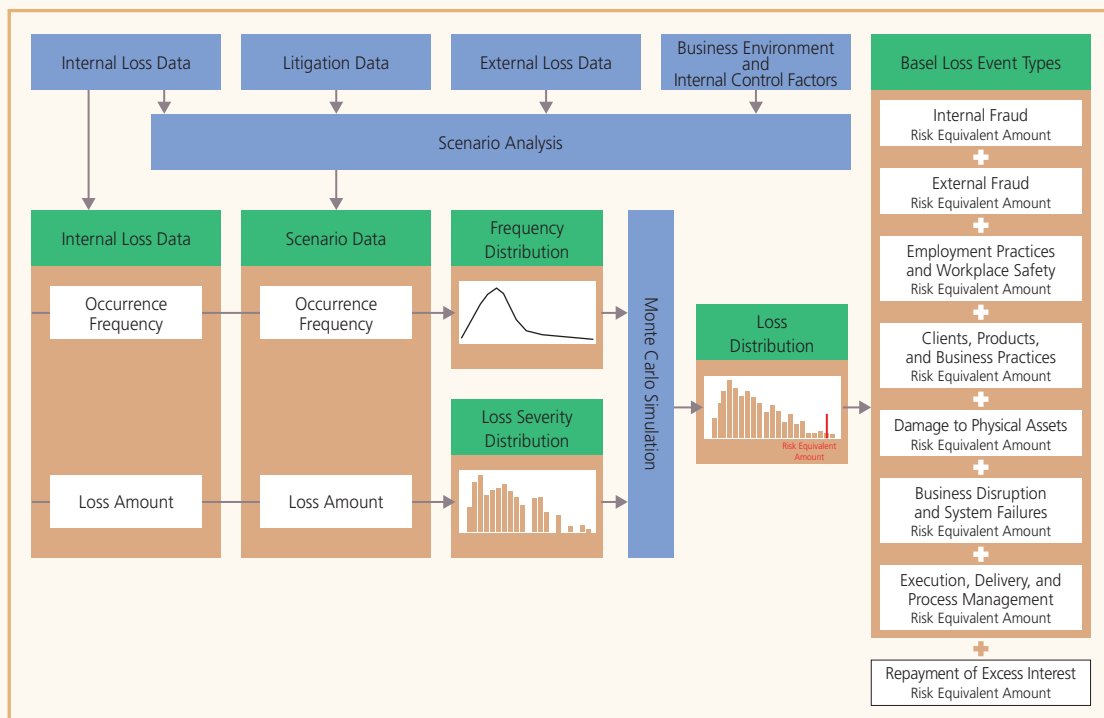 Internal Loss Data
Litigation Data
External Loss Data
Business Environment
and
Internal Control Factors
Basel Loss Event Types
Scenario Analysis
Internal Loss Data
Occurrence
Frequency
Loss Amount
Scenario Data
Occurrence
Frequency
Loss Amount
Frequency
Distribution
Loss Severity
Distribution
Monte Carlo Simulation
Loss
Distribution
Risk Equivalent
Amount
Internal Fraud
Risk Equivalent Amount
External Fraud
Risk Equivalent Amount
Employment Practices
and Workplace Safety
Risk Equivalent Amount
Clients, Products,
and Business Practices
Risk Equivalent Amount
Damage to Physical Assets
Risk Equivalent Amount
Business Disruption
and System Failures
Risk Equivalent Amount
Execution, Delivery, and
Process Management
Risk Equivalent Amount
Repayment of Excess Interest
Risk Equivalent Amount